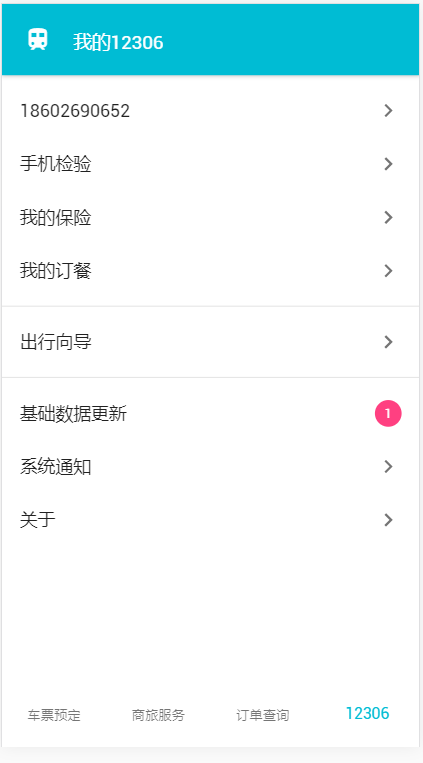 我的12306
18602690652
手机检验
我的保险
我的订餐
出行向导
基础数据更新
1
系统通知
关于
车票预定 商旅服务 订单查询 12306